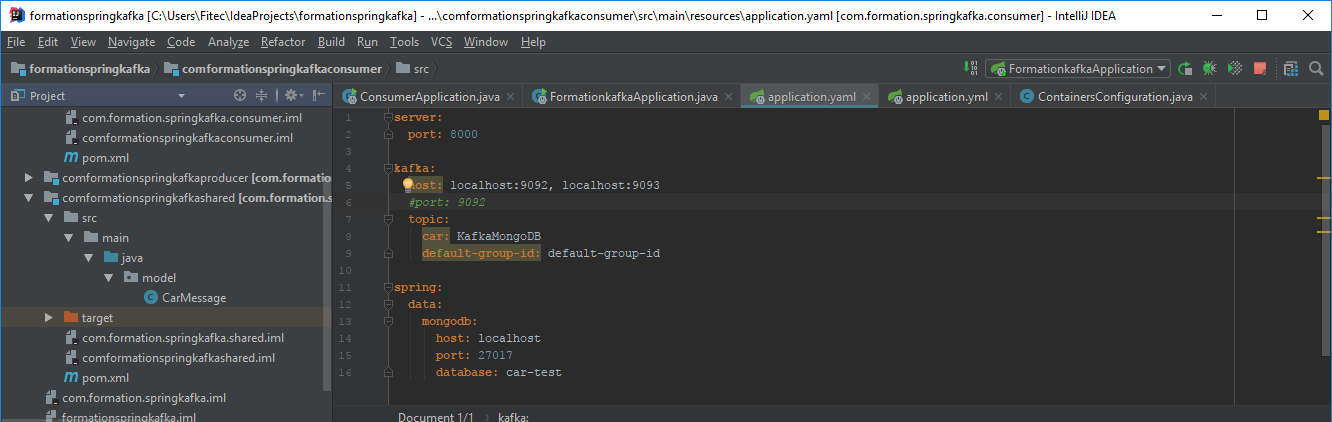 formationspringkafka [C:\Users\Fitec\IdeaProjects\formationspringkafka] - ...\comformationspringkafkaconsumer\src\main\resources\application.yaml [com.formation.springkafka.consumer] - IntelliJ IDEA
File Edit View Navigate Code Analyze Refactor Build Run Tools VCS Window Help
formationspringkafka comformationspringkafkaconsumer src FormationkafkaApplication
Project ConsumerApplication.java FormationkafkaApplication.java application.yaml application.yml ContainersConfiguration.java
com.formation.springkafka.consumer.iml
comformationspringkafkaconsumer.iml
pom.xml
comformationspringkafkaproducer [com.formatio
comformationspringkafkashared [com.formation.s
src
main
java
model
CarMessage
target
com.formation.springkafka.shared.iml
comformationspringkafkashared.iml
pom.xml
com.formation.springkafka.iml
formationspringkafka.iml
1 server:
2 port: 8000
3
4 kafka:
5 host: localhost:9092, localhost:9093
6 #port: 9092
7 topic:
8 car: KafkaMongoDB
9 default-group-id: default-group-id
10
11 spring:
12 data:
13 mongodb:
14 host: localhost
15 port: 27017
16 database: car-test
Document 1/1 kafka: